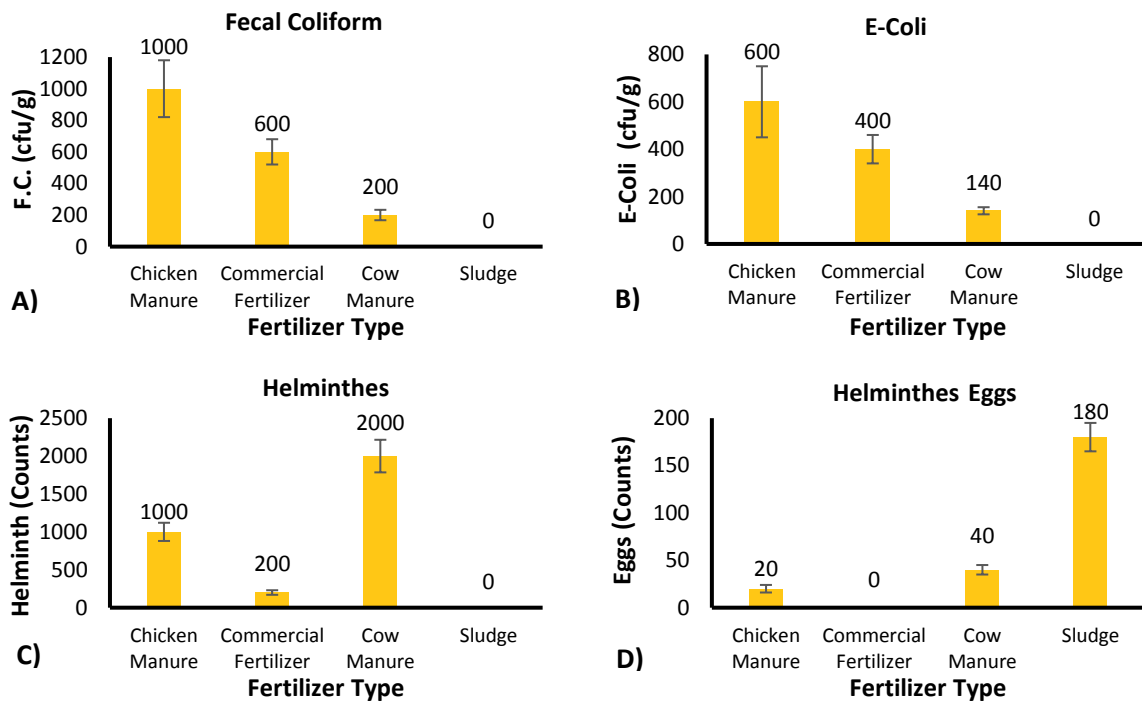 Fecal Coliform
F.C. (cfu/g)
1200
1000
800
600
400
200
0
1000
600
200
0
Chicken Manure
Commercial Fertilizer
Cow Manure
Sludge
Fertilizer Type
A)
E-Coli
E-Coli (cfu/g)
800
600
400
200
0
600
400
140
0
Chicken Manure
Commercial Fertilizer
Cow Manure
Sludge
Fertilizer Type
B)
Helminthes
Helminth (Counts)
2500
2000
1500
1000
500
0
1000
200
2000
0
Chicken Manure
Commercial Fertilizer
Cow Manure
Sludge
Fertilizer Type
C)
Helminthes Eggs
Eggs (Counts)
200
150
100
50
0
20
0
40
180
Chicken Manure
Commercial Fertilizer
Cow Manure
Sludge
Fertilizer Type
D)